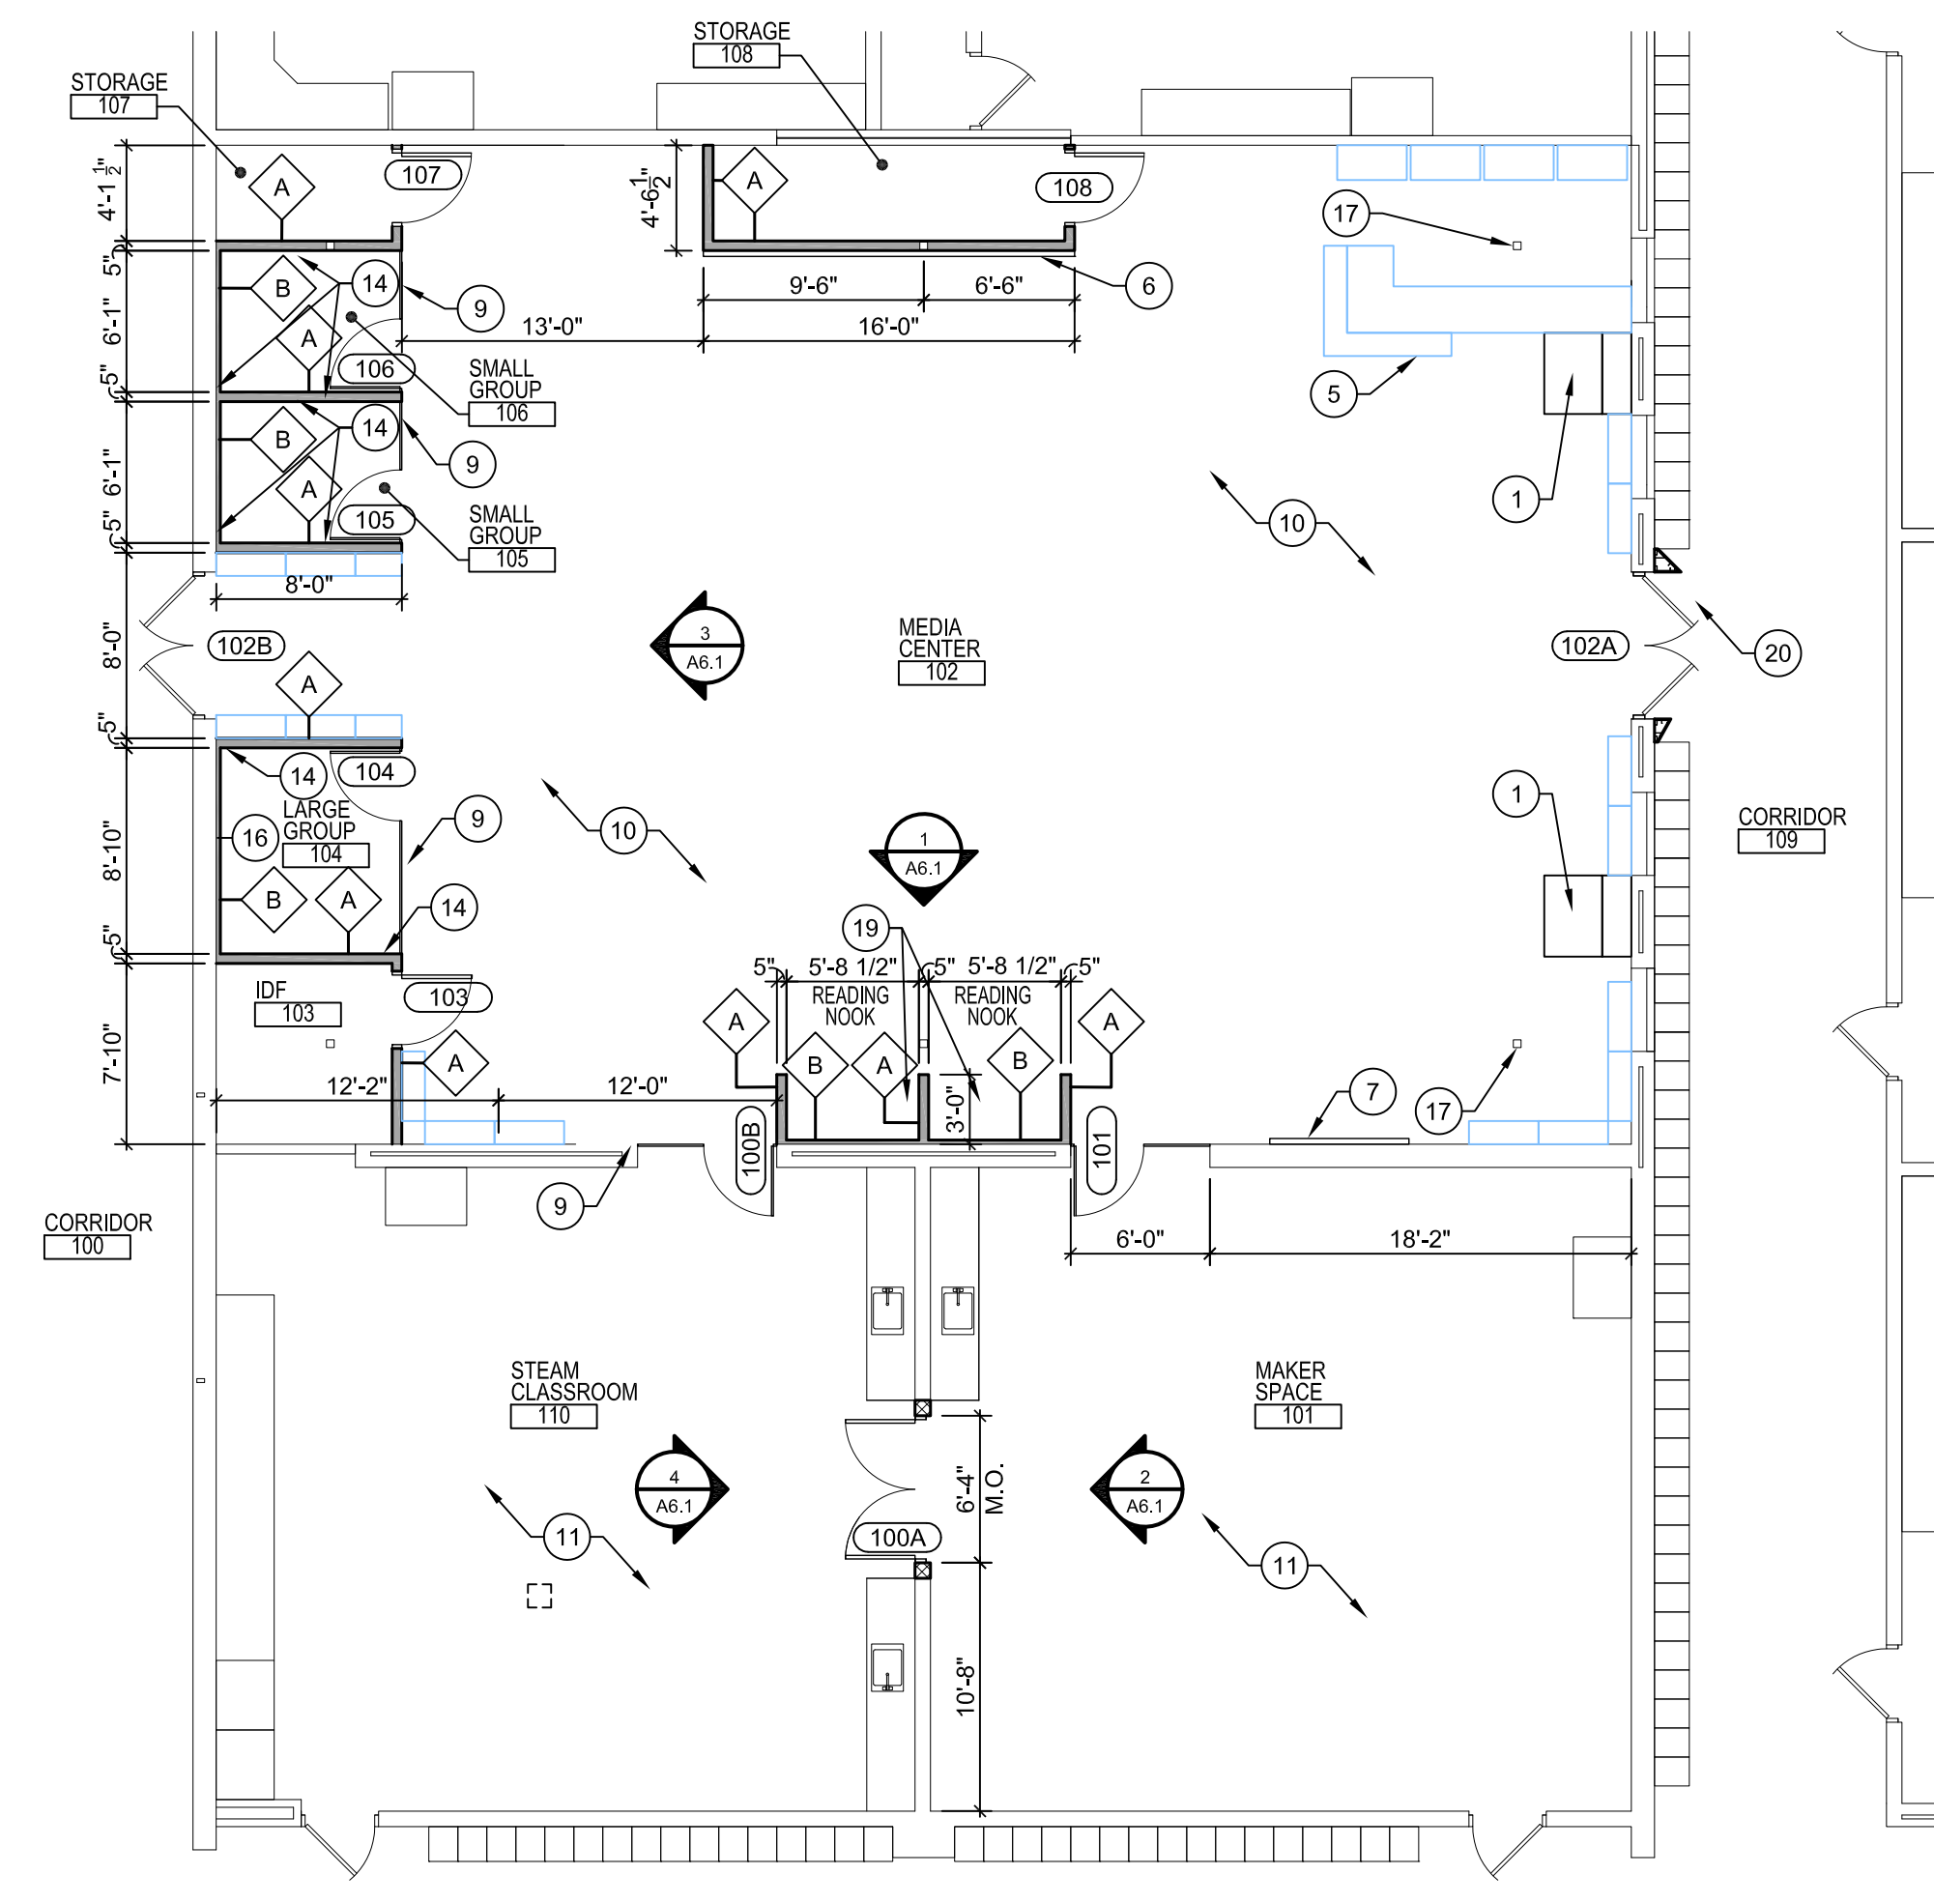 STORAGE
108
STORAGE
107
4'-1 1/2"
A
107
4'-6 1/2"
A
108
17
5"
B
14
9
9'-6"
6'-6"
6
6'-1"
A
13'-0"
16'-0"
106
SMALL
GROUP
106
5
5"
B
14
9
1
6'-1"
A
105
SMALL
GROUP
105
10
5"
8'-0"
8'-0"
102B
3
A6.1
MEDIA
CENTER
102
102A
20
A
5"
14
104
LARGE
GROUP
104
16
9
10
1
A6.1
1
CORRIDOR
109
8'-10"
B
A
14
19
5"
5"
5'-8 1/2"
5"
5'-8 1/2"
5"
READING
NOOK
READING
NOOK
IDF
103
103
A
A
7'-10"
A
B
A
B
12'-2"
12'-0"
3'-0"
7
17
100B
101
9
CORRIDOR
100
6'-0"
18'-2"
STEAM
CLASSROOM
110
MAKER
SPACE
101
4
A6.1
6'-4"
M.O.
2
A6.1
11
100A
11
10'-8"